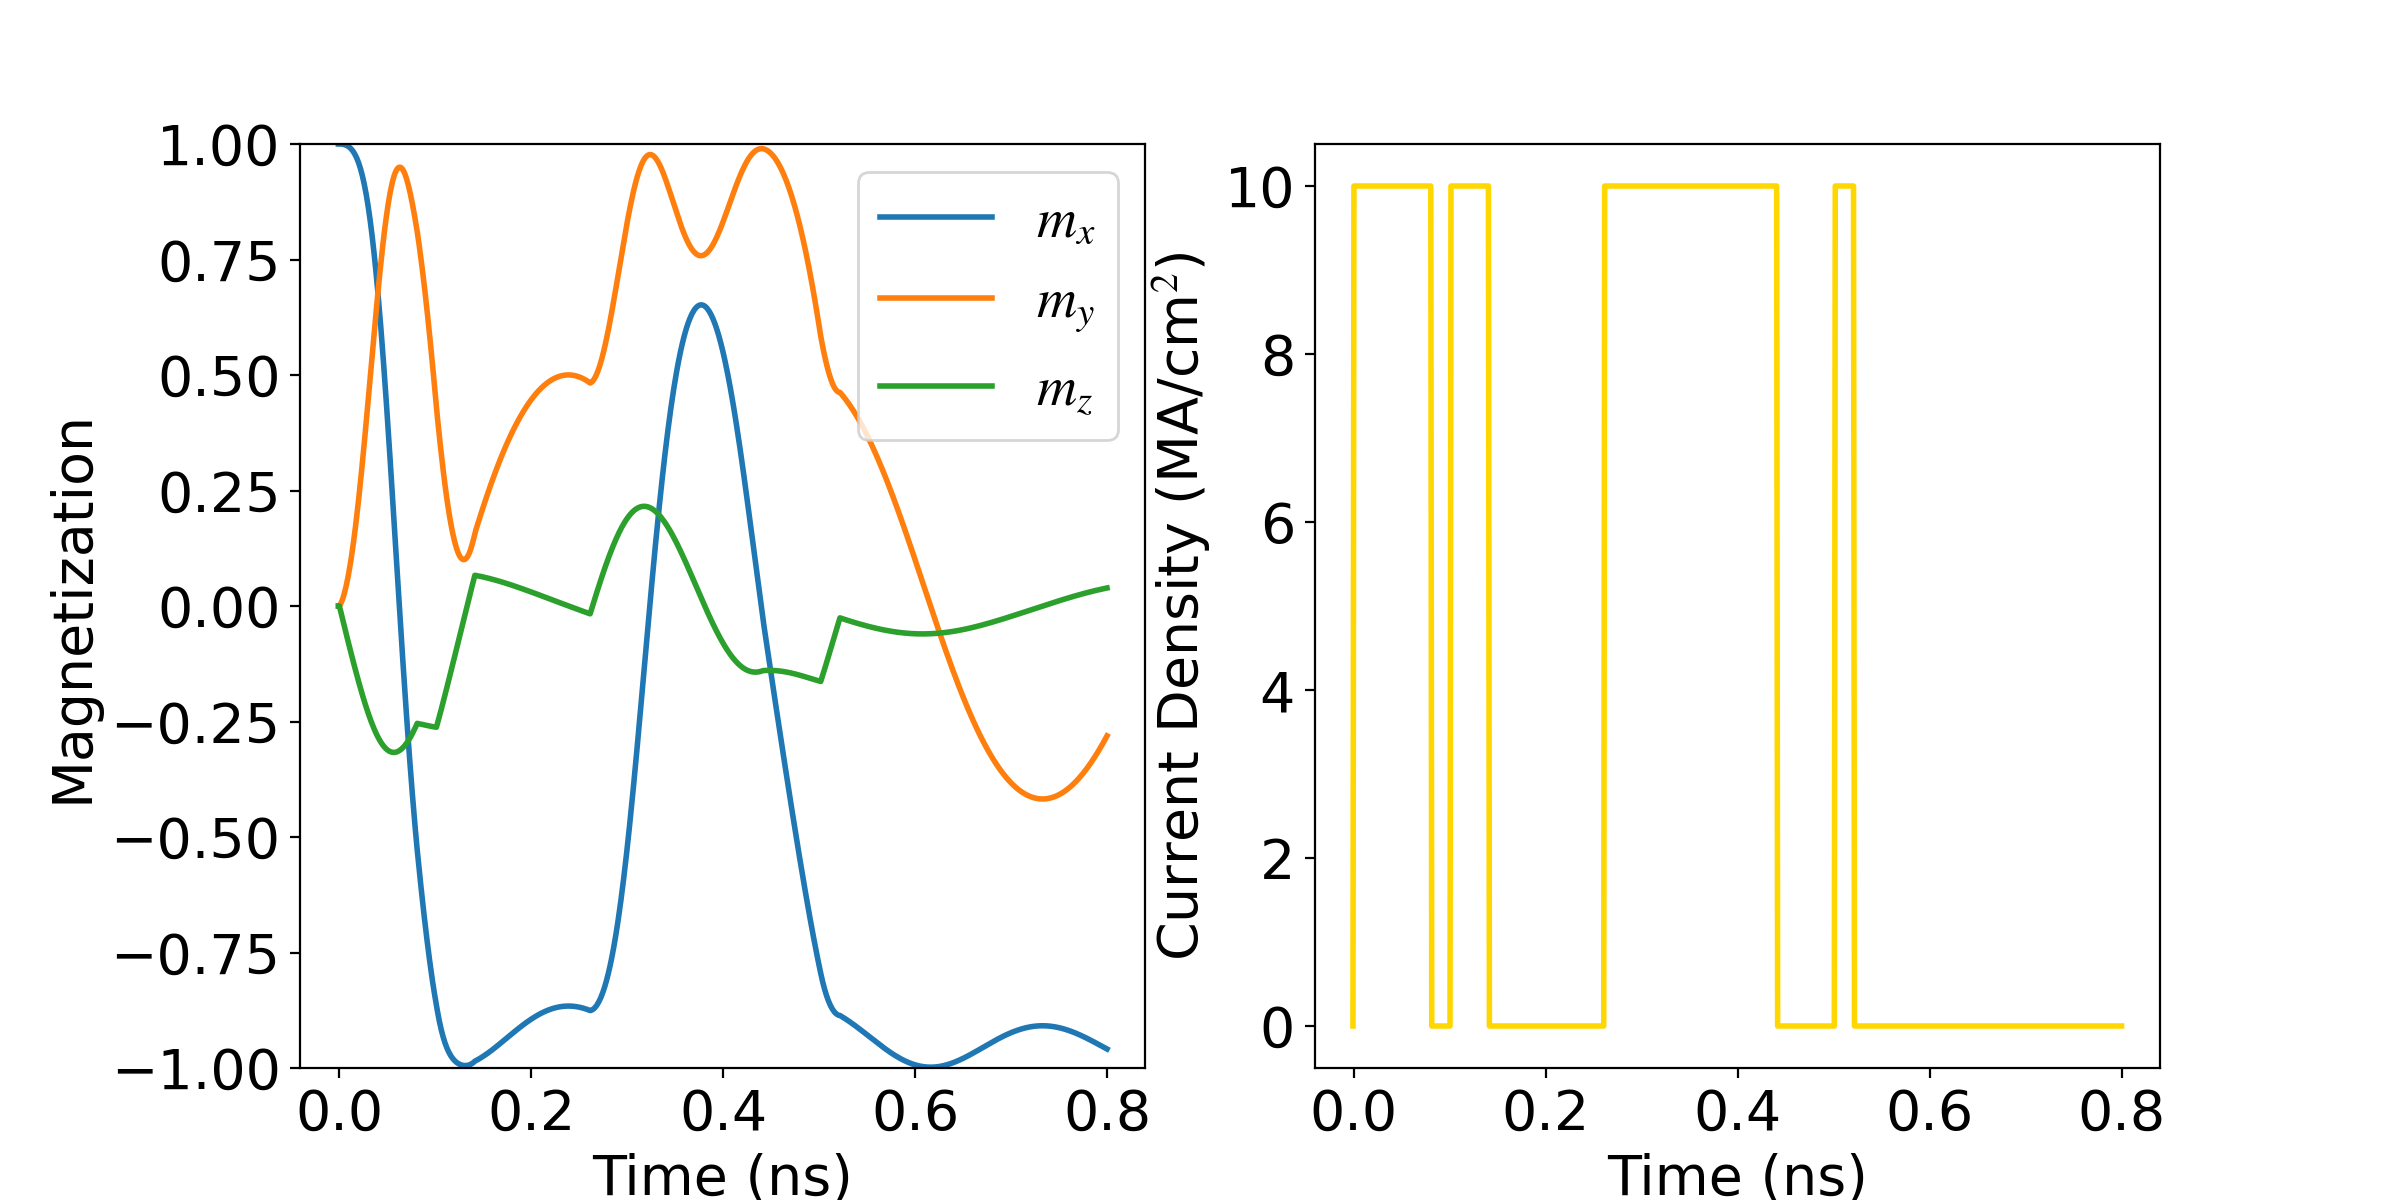 Magnetization
1.00
0.75
0.50
0.25
0.00
−0.25
−0.50
−0.75
−1.00
0.0 0.2 0.4 0.6 0.8
Time (ns)
m_x
m_y
m_z
Current Density (MA/cm²)
10
8
6
4
2
0
0.0 0.2 0.4 0.6 0.8
Time (ns)